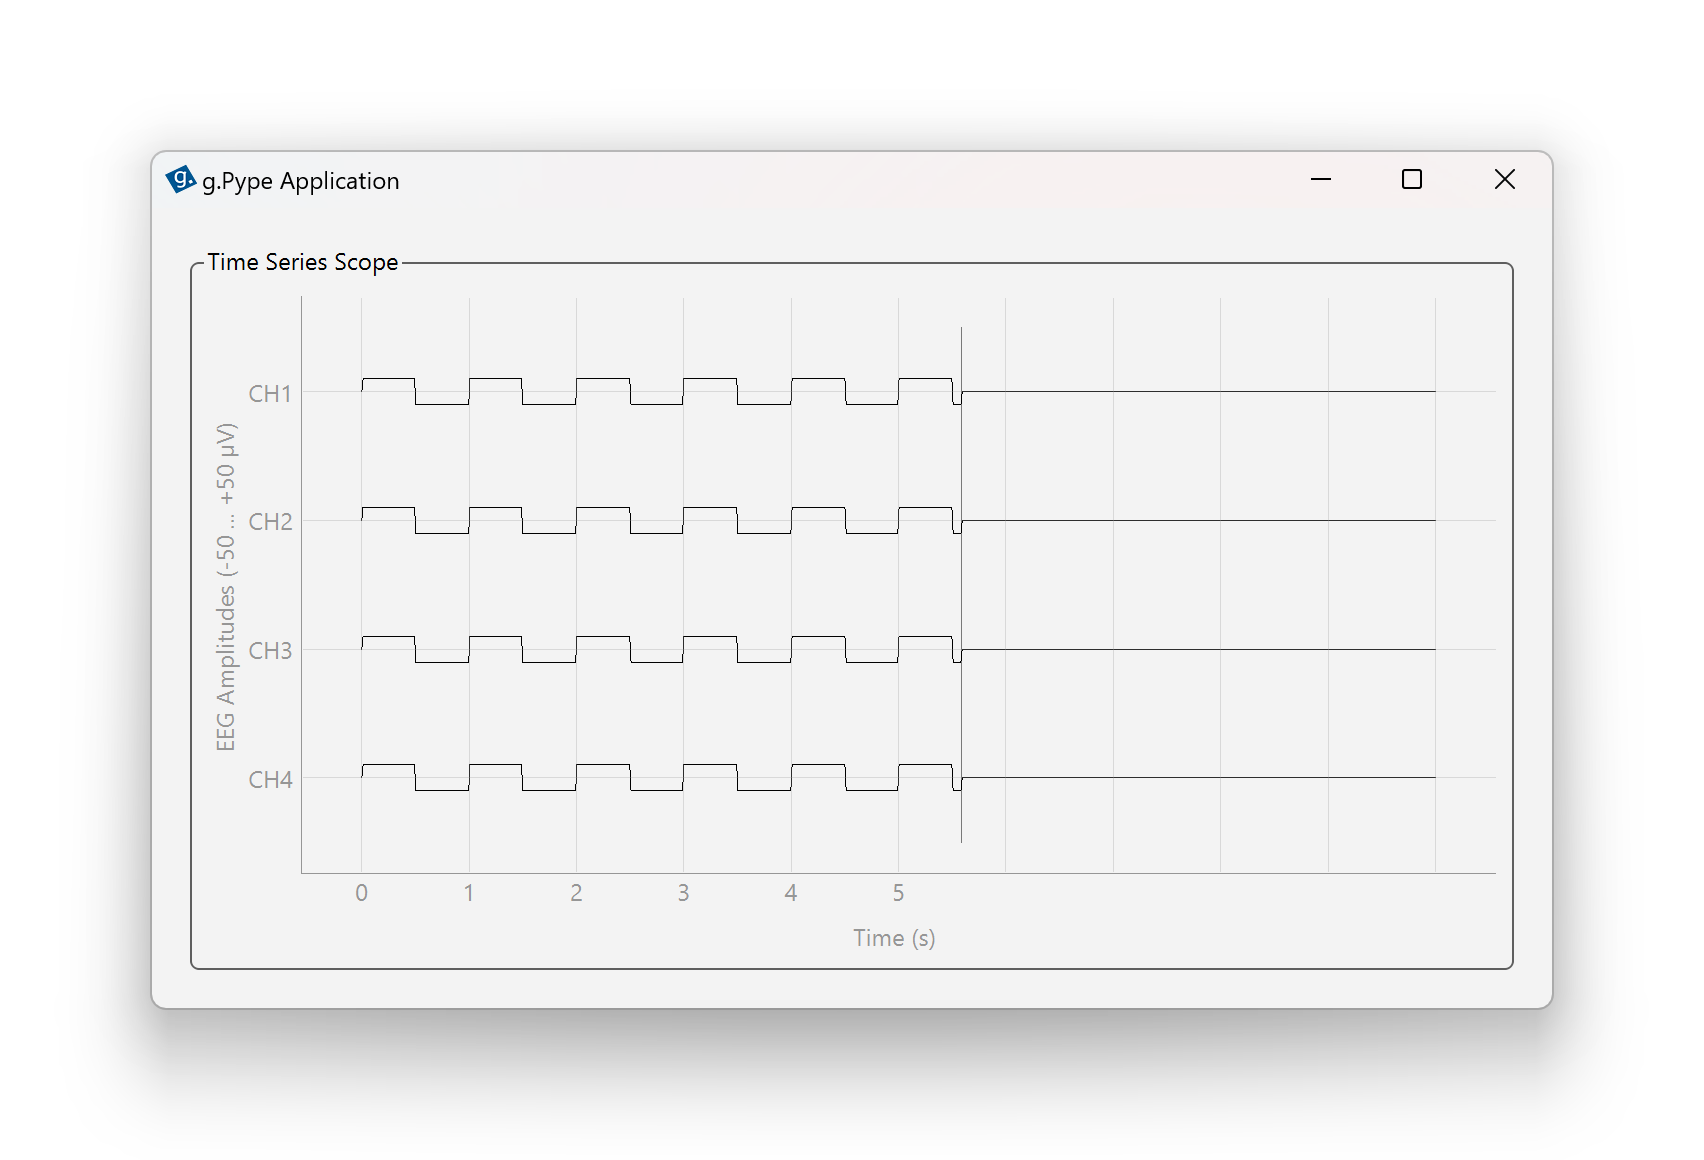 g. g.Pype Application
Time Series Scope
CH1
CH2
CH3
CH4
EEG Amplitudes (-50 ... +50 µV)
0 1 2 3 4 5
Time (s)